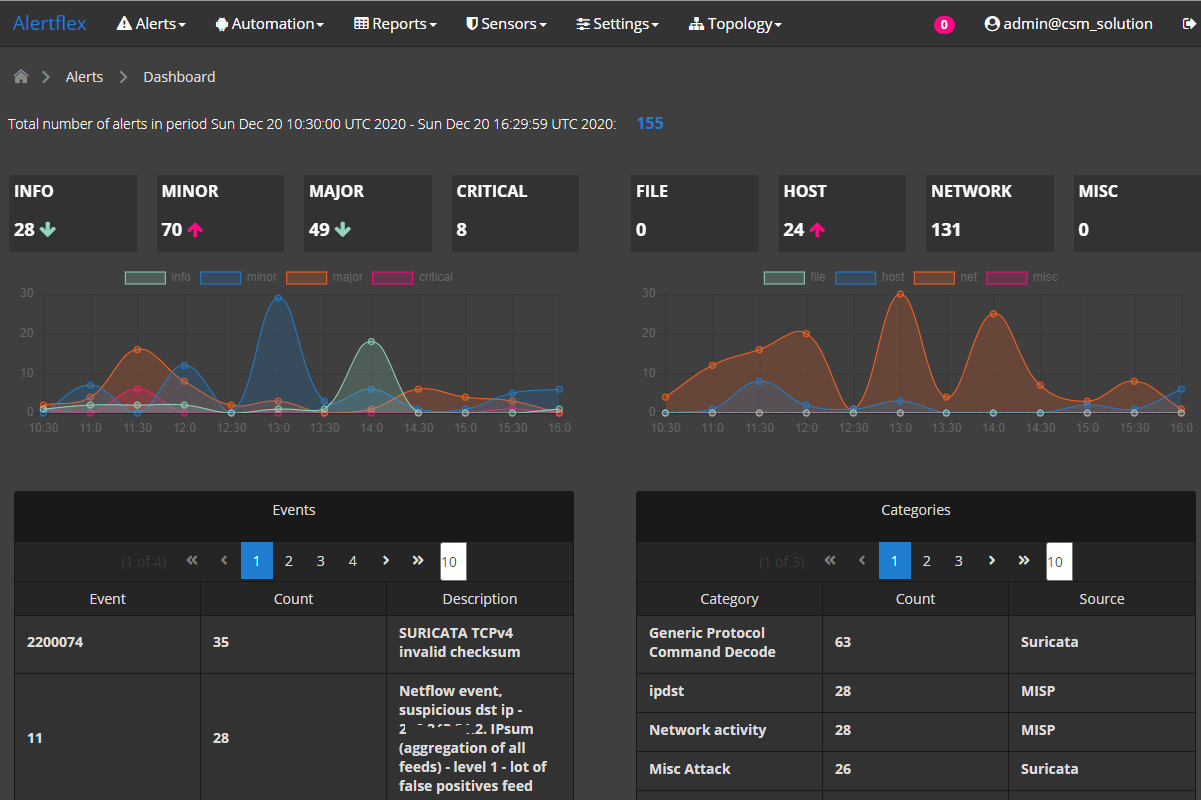 Alertflex Alerts Automation Reports Sensors Settings Topology 0 admin@csm_solution
Alerts Dashboard
Total number of alerts in period Sun Dec 20 10:30:00 UTC 2020 - Sun Dec 20 16:29:59 UTC 2020: 155
INFO MINOR MAJOR CRITICAL FILE HOST NETWORK MISC
28 70 49 8 0 24 131 0
info minor major critical
30
20
10
0
10:30 11:0 11:30 12:0 12:30 13:0 13:30 14:0 14:30 15:0 15:30 16:0
file host net misc
30
20
10
0
10:30 11:0 11:30 12:0 12:30 13:0 13:30 14:0 14:30 15:0 15:30 16:0
Events
(1 of 4) 1 2 3 4 10
Event Count Description
2200074 35 SURICATA TCPv4
invalid checksum
11 28 Netflow event,
suspicious dst ip -
IPsum
(aggregation of all
feeds) - level 1 - lot of
false positives feed
Categories
(1 of 3) 1 2 3 10
Category Count Source
Generic Protocol
Command Decode 63 Suricata
ipdst 28 MISP
Network activity 28 MISP
Misc Attack 26 Suricata